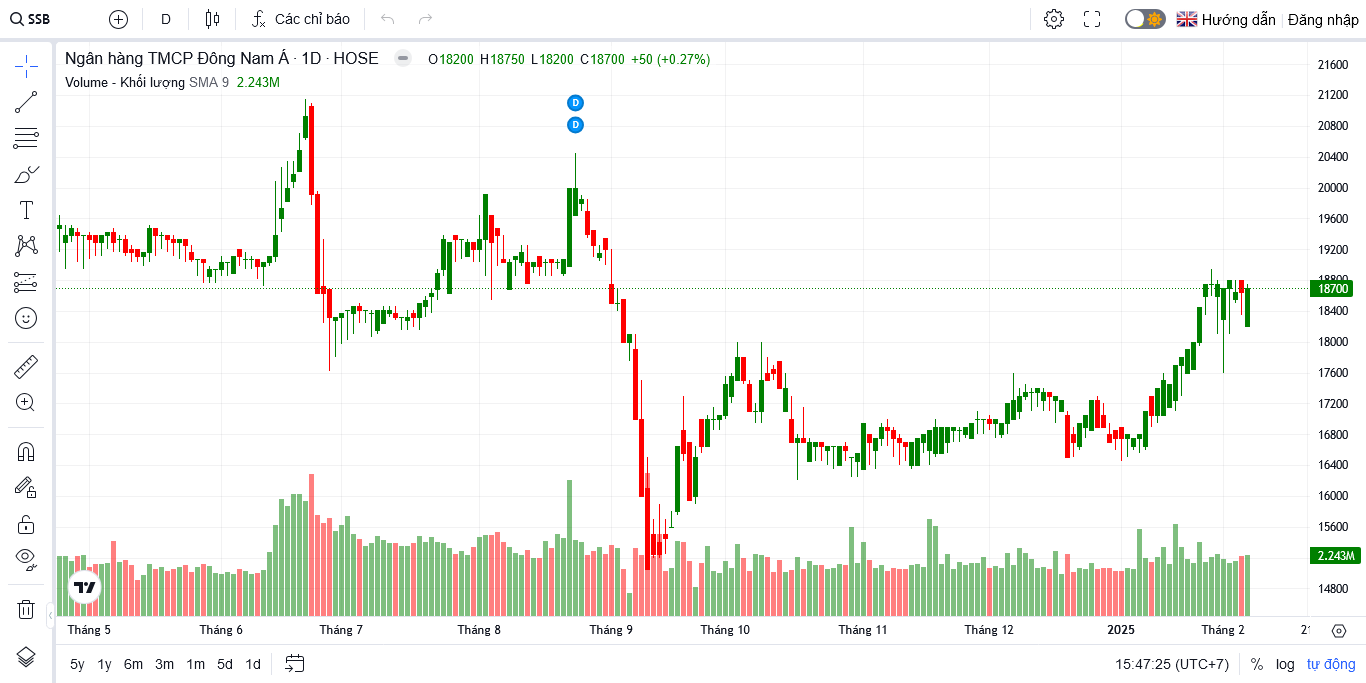 SSB D Các chỉ báo Hướng dẫn Đăng nhập
Ngân hàng TMCP Đông Nam Á · 1D · HOSE O18200 H18750 L18200 C18700 +50 (+0.27%)
Volume - Khối lượng SMA 9 2.243M
D
D
21600
21200
20800
20400
20000
19600
19200
18800
18700
18400
18000
17600
17200
16800
16400
16000
15600
2.243M
14800
Tháng 5 Tháng 6 Tháng 7 Tháng 8 Tháng 9 Tháng 10 Tháng 11 Tháng 12 2025 Tháng 2
5y 1y 6m 3m 1m 5d 1d 15:47:25 (UTC+7) % log tự động